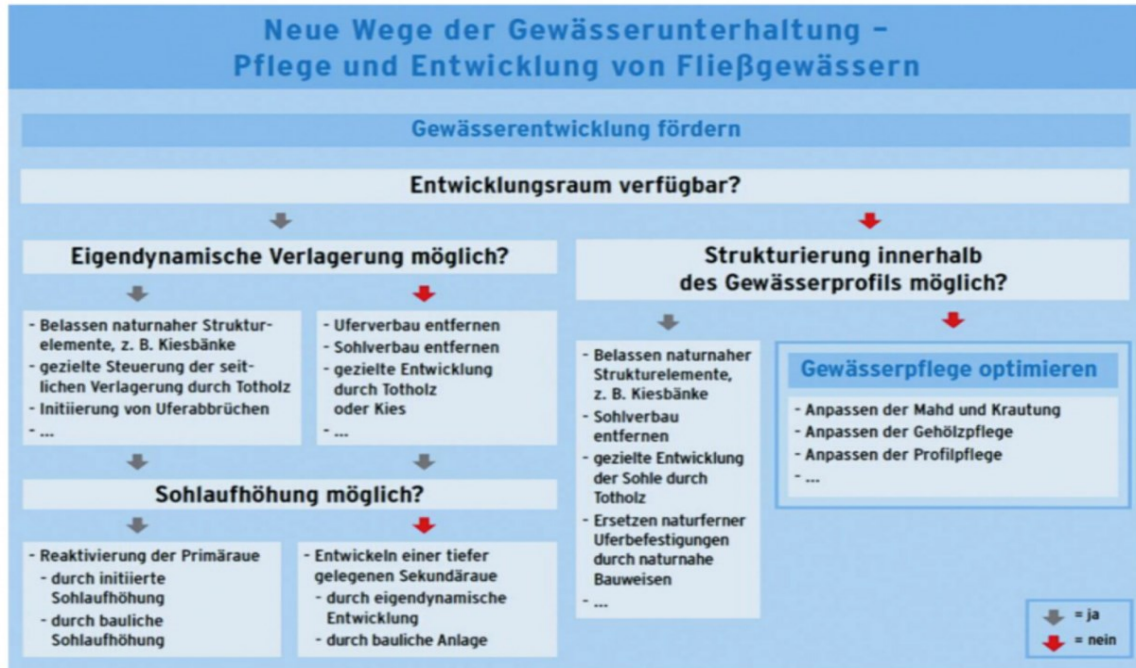 Neue Wege der Gewässerunterhaltung –
Pflege und Entwicklung von Fließgewässern
Gewässerentwicklung fördern
Entwicklungsraum verfügbar?
Eigendynamische Verlagerung möglich?
- Belassen naturnaher Struktur-
elemente, z. B. Kiesbänke
- gezielte Steuerung der seit-
lichen Verlagerung durch Totholz
- Initiierung von Uferabbrüchen
- ...
- Uferverbau entfernen
- Sohlverbau entfernen
- gezielte Entwicklung
durch Totholz
oder Kies
- ...
Sohlaufhöhung möglich?
- Reaktivierung der Primäraue
- durch initiierte
Sohlaufhöhung
- durch bauliche
Sohlaufhöhung
- Entwickeln einer tiefer
gelegenen Sekundäraue
- durch eigendynamische
Entwicklung
- durch bauliche Anlage
Strukturierung innerhalb
des Gewässerprofils möglich?
- Belassen naturnaher
Strukturelemente,
z. B. Kiesbänke
- Sohlverbau
entfernen
- gezielte Entwicklung
der Sohle durch
Totholz
- Ersetzen naturferner
Uferbefestigungen
durch naturnahe
Bauweisen
- ...
Gewässerpflege optimieren
- Anpassen der Mahd und Krautung
- Anpassen der Gehölzpflege
- Anpassen der Profilpflege
- ...
= ja
= nein